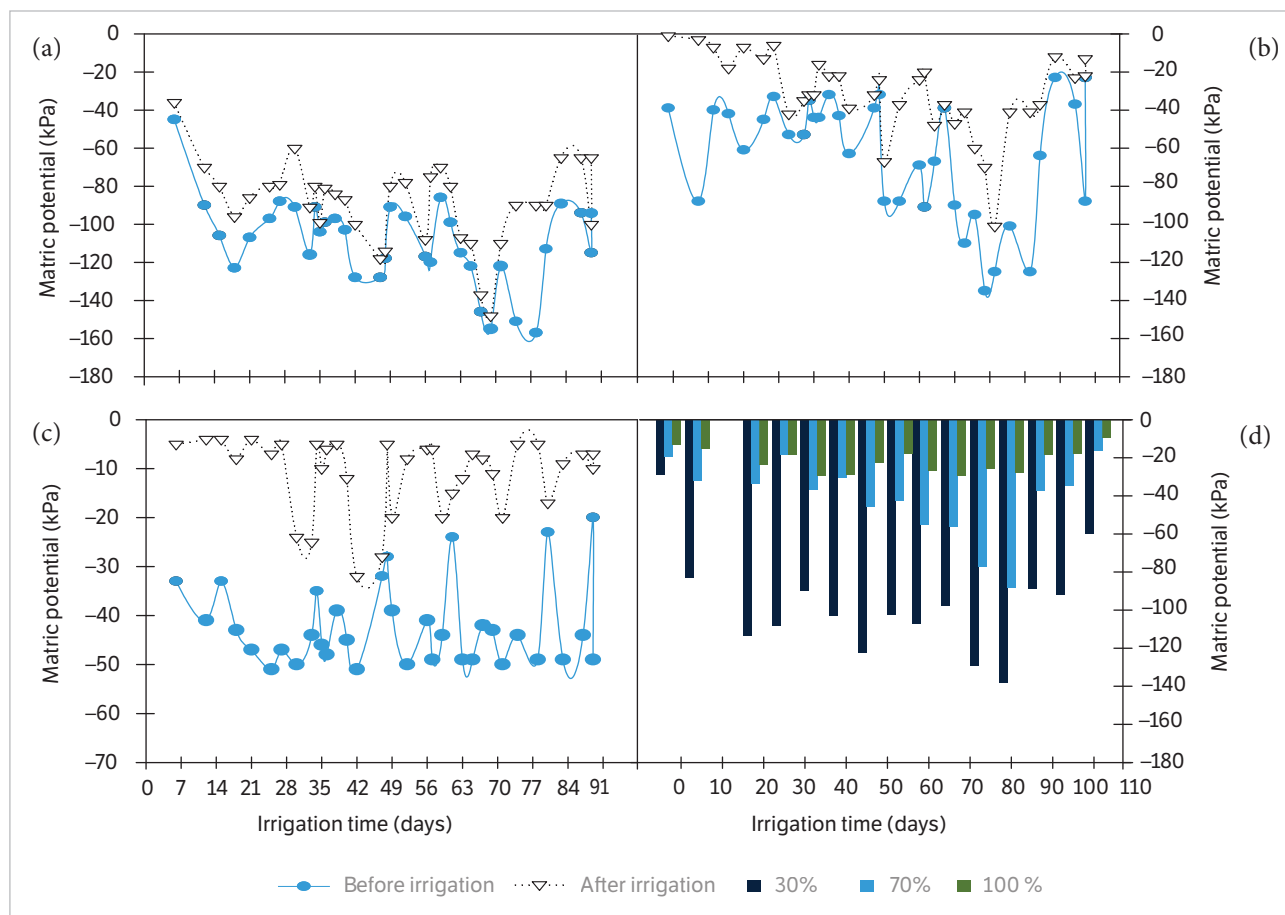 (a)
Matric potential (kPa)
0
−20
−40
−60
−80
−100
−120
−140
−160
−180
(b)
Matric potential (kPa)
0
−20
−40
−60
−80
−100
−120
−140
−160
−180
(c)
Matric potential (kPa)
0
−10
−20
−30
−40
−50
−60
−70
0 7 14 21 28 35 42 49 56 63 70 77 84 91
Irrigation time (days)
(d)
Matric potential (kPa)
0
−20
−40
−60
−80
−100
−120
−140
−160
−180
0 10 20 30 40 50 60 70 80 90 100 110
Irrigation time (days)
Before irrigation After irrigation 30% 70% 100 %